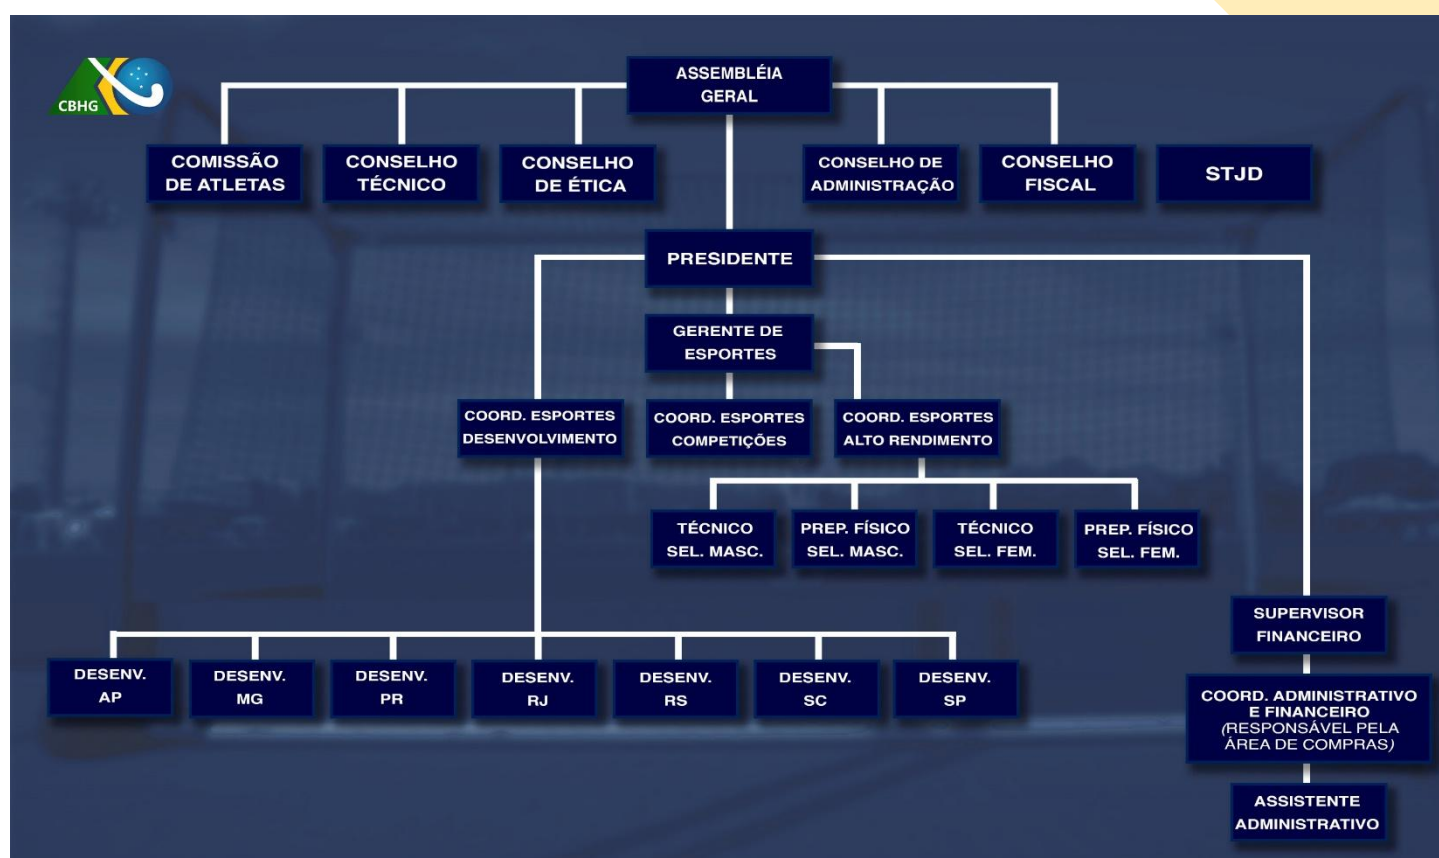 CBHG
ASSEMBLÉIA
GERAL
COMISSÃO
DE ATLETAS
CONSELHO
TÉCNICO
CONSELHO
DE ÉTICA
CONSELHO DE
ADMINISTRAÇÃO
CONSELHO
FISCAL
STJD
PRESIDENTE
GERENTE DE
ESPORTES
COORD. ESPORTES
DESENVOLVIMENTO
COORD. ESPORTES
COMPETIÇÕES
COORD. ESPORTES
ALTO RENDIMENTO
TÉCNICO
SEL. MASC.
PREP. FÍSICO
SEL. MASC.
TÉCNICO
SEL. FEM.
PREP. FÍSICO
SEL. FEM.
DESENV.
AP
DESENV.
MG
DESENV.
PR
DESENV.
RJ
DESENV.
RS
DESENV.
SC
DESENV.
SP
SUPERVISOR
FINANCEIRO
COORD. ADMINISTRATIVO
E FINANCEIRO
(RESPONSÁVEL PELA
ÁREA DE COMPRAS)
ASSISTENTE
ADMINISTRATIVO